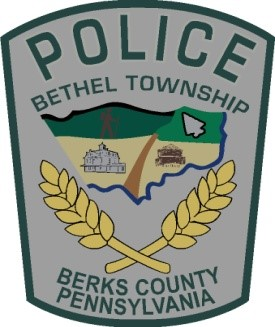 POLICE
BETHEL TOWNSHIP
BERKS COUNTY
PENNSYLVANIA